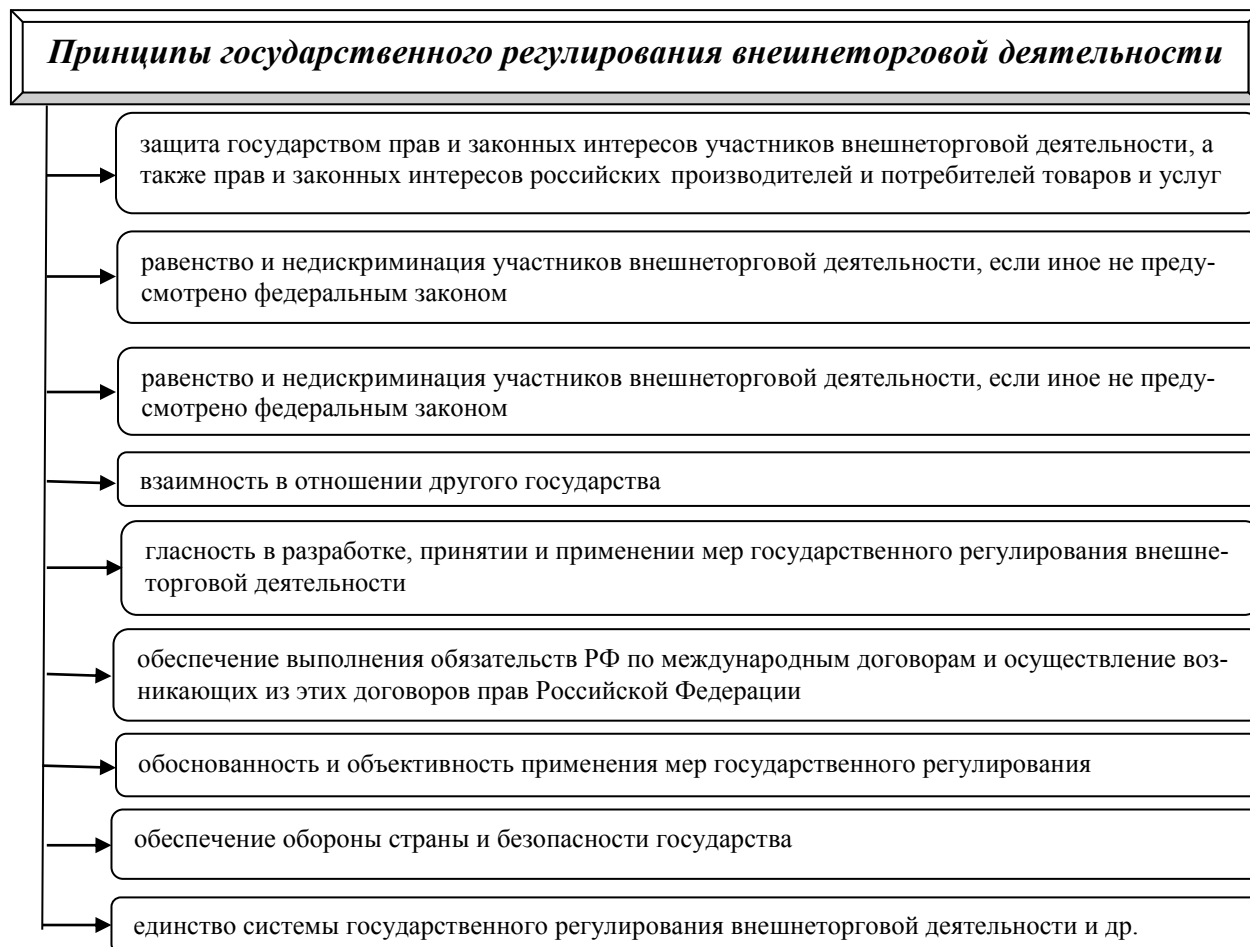 Принципы государственного регулирования внешнеторговой деятельности
защита государством прав и законных интересов участников внешнеторговой деятельности, а
также прав и законных интересов российских производителей и потребителей товаров и услуг
равенство и недискриминация участников внешнеторговой деятельности, если иное не преду-
смотрено федеральным законом
равенство и недискриминация участников внешнеторговой деятельности, если иное не преду-
смотрено федеральным законом
взаимность в отношении другого государства
гласность в разработке, принятии и применении мер государственного регулирования внешне-
торговой деятельности
обеспечение выполнения обязательств РФ по международным договорам и осуществление воз-
никающих из этих договоров прав Российской Федерации
обоснованность и объективность применения мер государственного регулирования
обеспечение обороны страны и безопасности государства
единство системы государственного регулирования внешнеторговой деятельности и др.